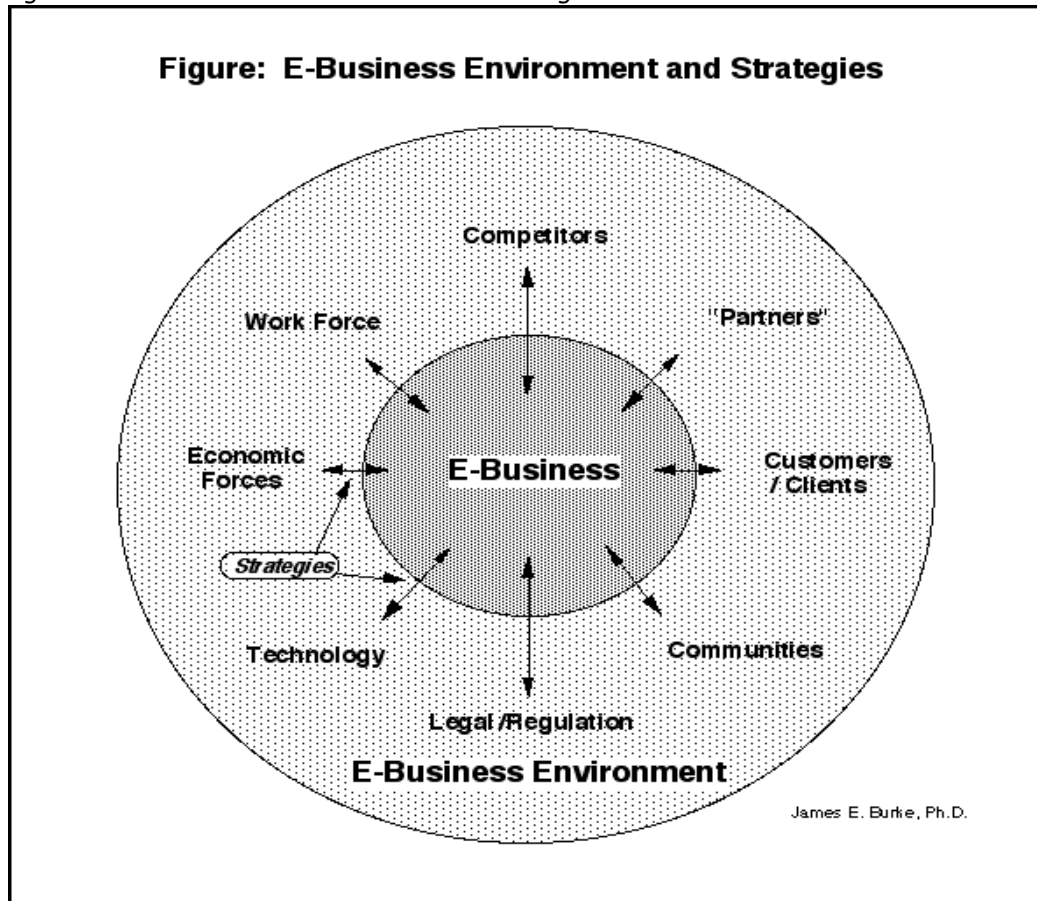 Figure:  E-Business Environment and Strategies
Competitors
Work Force
"Partners"
Economic
Forces
E-Business
Customers
/ Clients
Strategies
Technology
Communities
Legal /Regulation
E-Business Environment
James E. Burke, Ph.D.